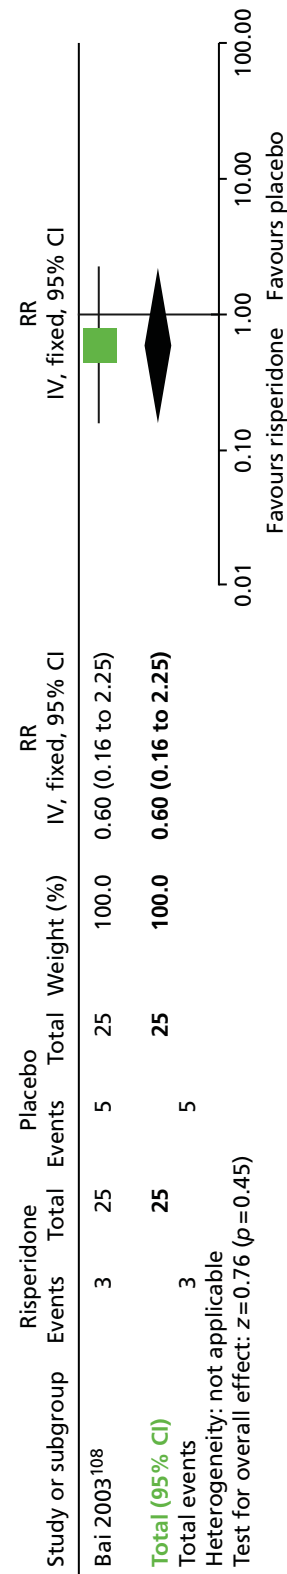 Risperidone Placebo RR RR
Study or subgroup Events Total Events Total Weight (%) IV, fixed, 95% CI IV, fixed, 95% CI
Bai 2003108 3 25 5 25 100.0 0.60 (0.16 to 2.25)
Total (95% CI) 25 25 100.0 0.60 (0.16 to 2.25)
Total events 3 5
Heterogeneity: not applicable
Test for overall effect: z=0.76 (p=0.45)
0.01 0.10 1.00 10.00 100.00
Favours risperidone Favours placebo